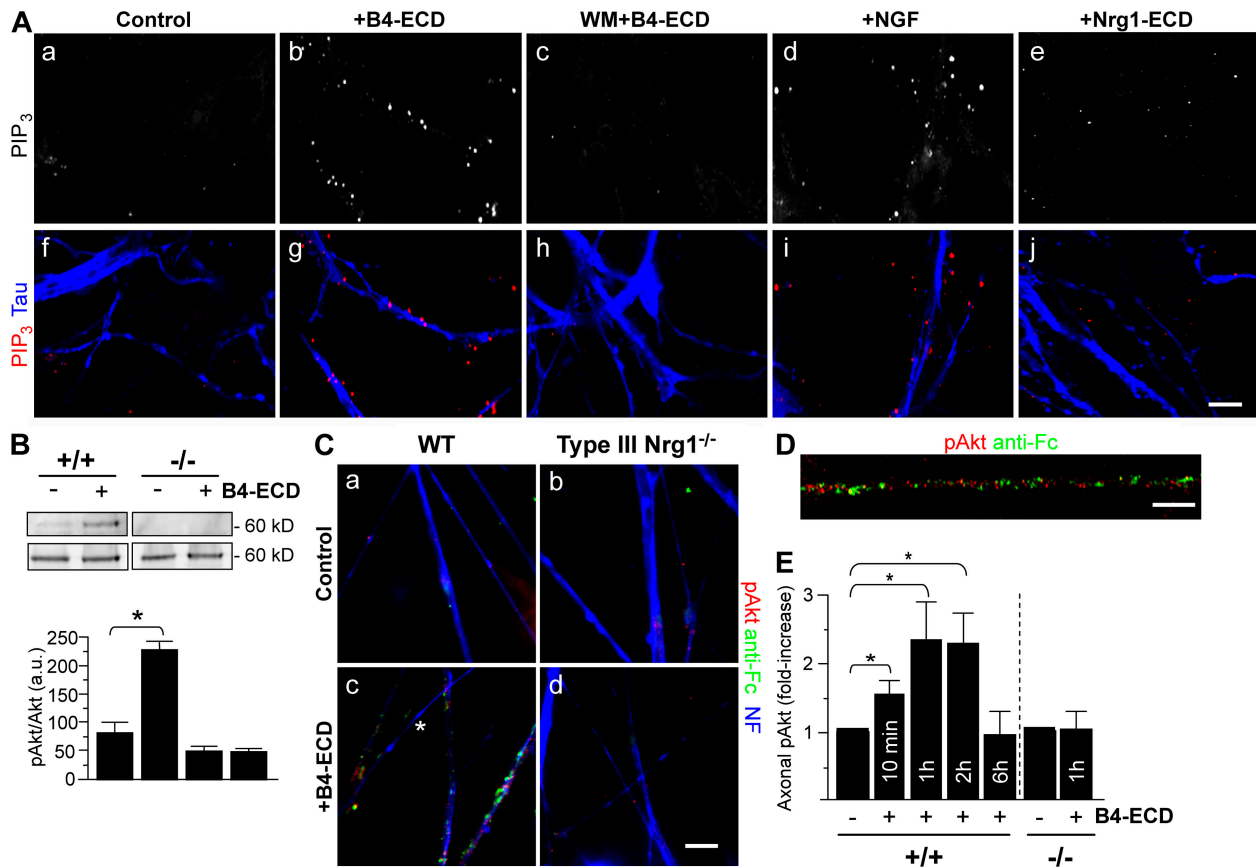 A
Control +B4-ECD WM+B4-ECD +NGF +Nrg1-ECD
a b c d e
PIP3
f g h i j
PIP3 Tau
B
+/+ -/-
- + - + B4-ECD
- 60 kD
- 60 kD
*
pAkt/Akt (a.u.)
250
200
150
100
50
0
C
WT Type III Nrg1-/-
a b
Control
c d
*
+B4-ECD
pAkt anti-Fc NF
D
pAkt anti-Fc
E
*
*
*
Axonal pAkt (fold-increase)
3
2
1
0
10 min 1h 2h 6h 1h
- + + + + - + B4-ECD
+/+ -/-